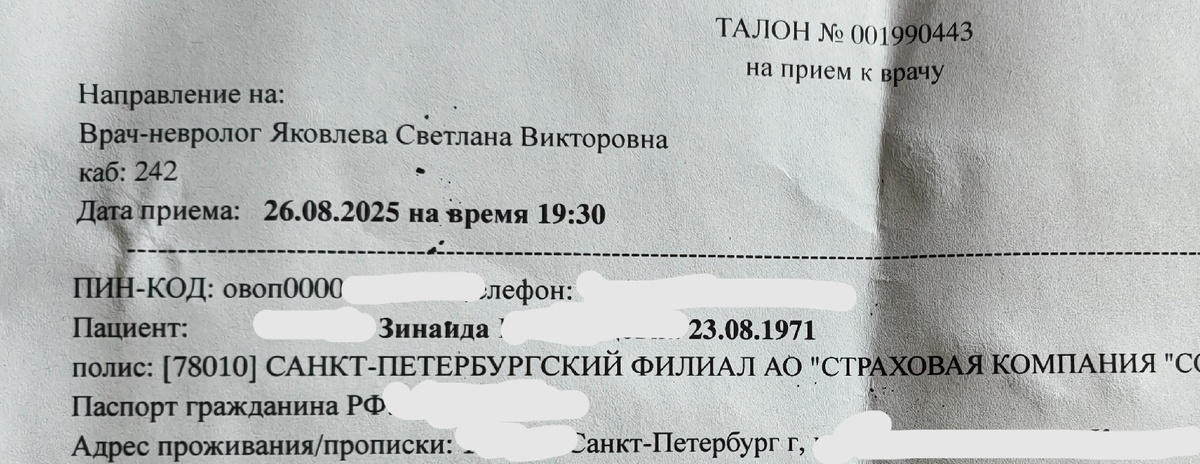 ТАЛОН № 001990443
на прием к врачу
Направление на:
Врач-невролог Яковлева Светлана Викторовна
каб: 242
Дата приема: 26.08.2025 на время 19:30
ПИН-КОД: овоп0000 лефон:
Пациент: Зинаида 23.08.1971
полис: [78010] САНКТ-ПЕТЕРБУРГСКИЙ ФИЛИАЛ АО "СТРАХОВАЯ КОМПАНИЯ "СО
Паспорт гражданина РФ
Адрес проживания/прописки: Санкт-Петербург г,